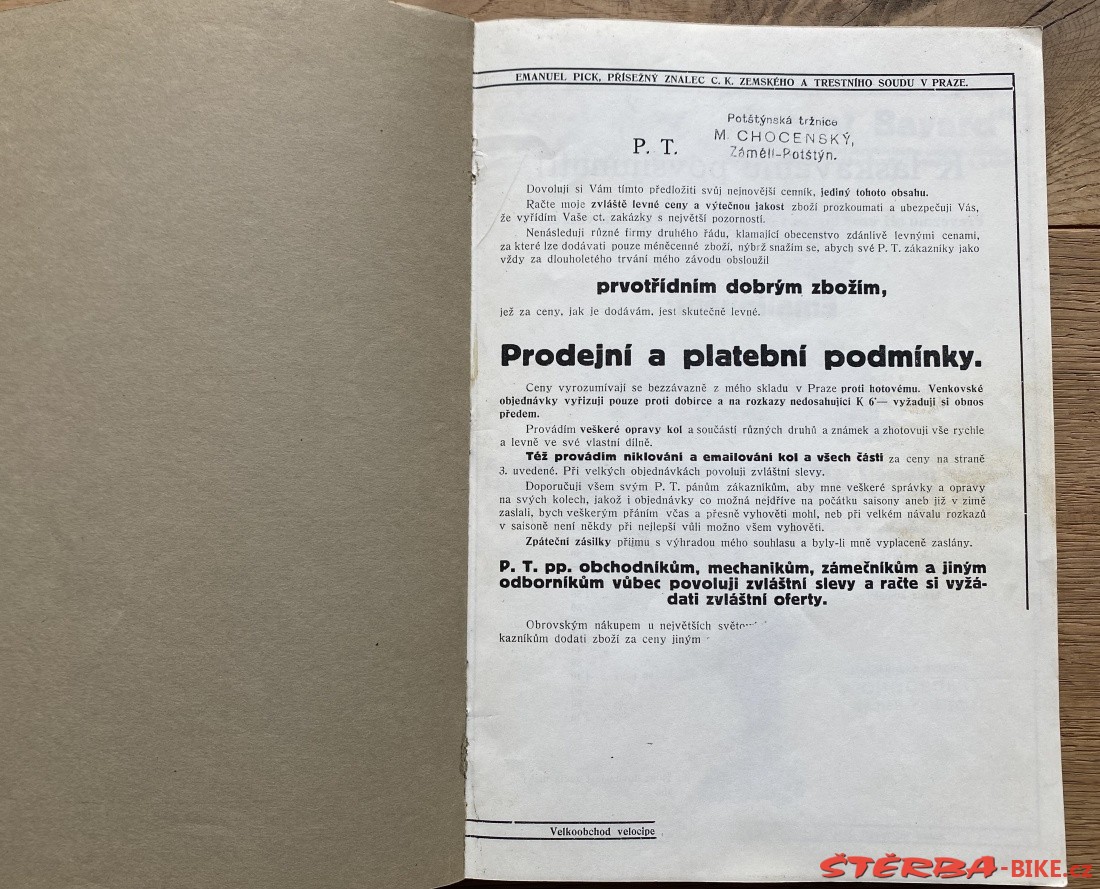 EMANUEL PICK, PŘÍSEŽNÝ ZNALEC C. K. ZEMSKÉHO A TRESTNÍHO SOUDU V PRAZE.
Potštýnská tržnice
M. CHOCENSKÝ,
Záměll-Potštýn.
P. T.
Dovoluji si Vám tímto předložiti svůj nejnovější cenník, jediný tohoto obsahu.
Račte moje zvláště levné ceny a výtečnou jakost zboží prozkoumati a ubezpečuji Vás,
že vyřídím Vaše ct. zakázky s největší pozorností.
Nenásleduji různé firmy druhého řádu, klamající obecenstvo zdánlivě levnými cenami,
za které lze dodávati pouze méněcenné zboží, nýbrž snažím se, abych své P. T. zákazníky jako
vždy za dlouholetého trvání mého závodu obsloužil
prvotřídním dobrým zbožím,
jež za ceny, jak je dodávám, jest skutečně levné.
Prodejní a platební podmínky.
Ceny vyrozumívají se bezzávazně z mého skladu v Praze proti hotovému. Venkovské
objednávky vyřizuji pouze proti dobírce a na rozkazy nedosahující K 6·— vyžaduji si obnos
předem.
Provádím veškeré opravy kol a součástí různých druhů a známek a zhotovuji vše rychle
a levně ve své vlastní dílně.
Též provádím niklování a emailování kol a všech částí za ceny na straně
3. uvedené. Při velkých objednávkách povoluji zvláštní slevy.
Doporučuji všem svým P. T. pánům zákazníkům, aby mne veškeré správky a opravy
na svých kolech, jakož i objednávky co možná nejdříve na počátku saisony aneb již v zimě
zaslali, bych veškerým přáním včas a přesně vyhověti mohl, neb při velkém návalu rozkazů
v saisoně není někdy při nejlepší vůli možno všem vyhověti.
Zpáteční zásilky přijmu s výhradou mého souhlasu a byly-li mně vyplaceně zaslány.
P. T. pp. obchodníkům, mechanikům, zámečníkům a jiným
odborníkům vůbec povoluji zvláštní slevy a račte si vyžá-
dati zvláštní oferty.
Obrovským nákupem u největších
kazníkům dodati zboží za ceny jiným
Velkoobchod velocipe
ŠTĚRBA-BIKE.cz